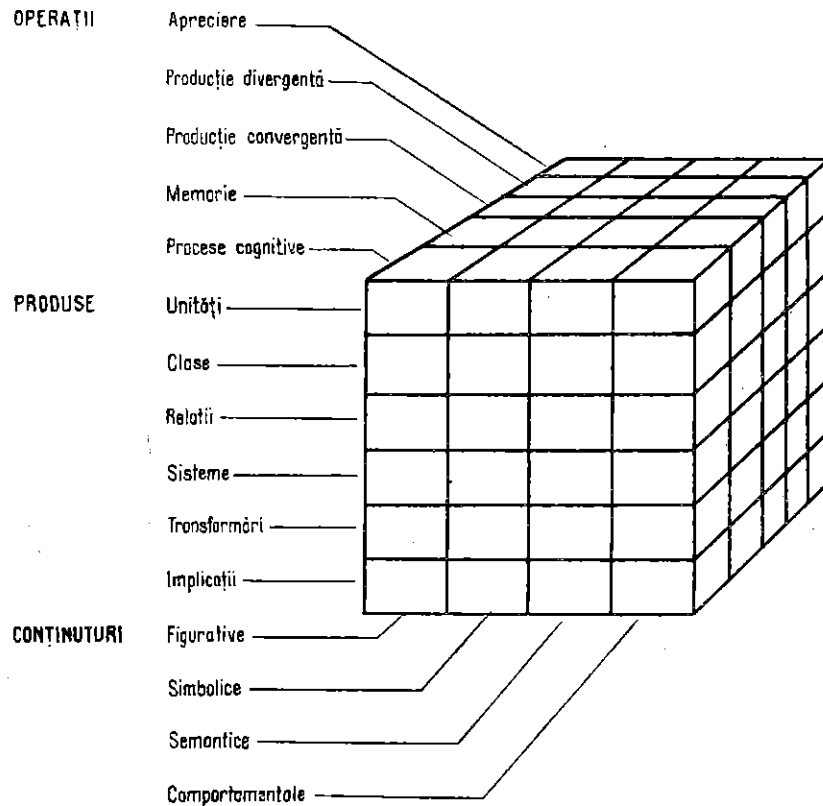 OPERAȚII Apreciere
Producție divergentă
Producție convergentă
Memorie
Procese cognitive
PRODUSE Unități
Clase
Relatii
Sisteme
Transformări
Implicații
CONȚINUTURI Figurative
Simbolice
Semantice
Comportamentale